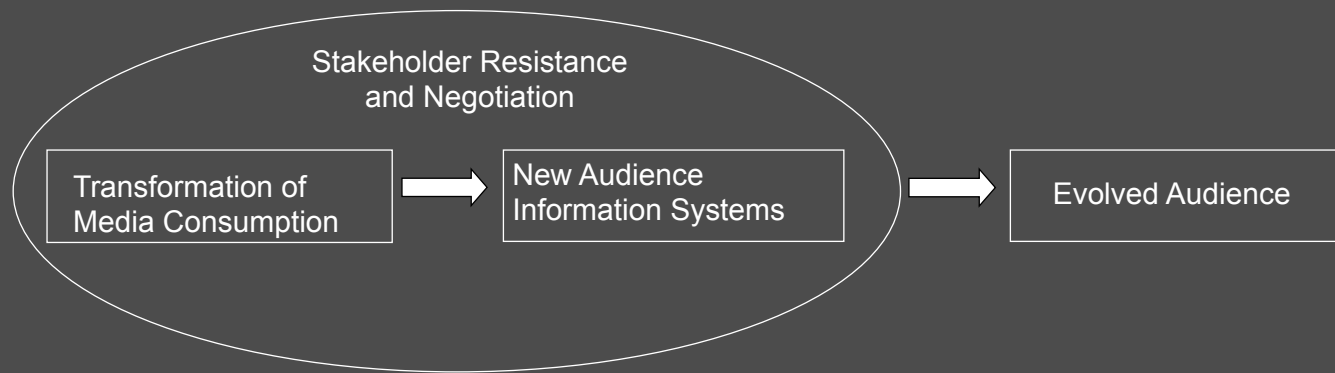 Stakeholder Resistance
and Negotiation
Transformation of
Media Consumption
New Audience
Information Systems
Evolved Audience